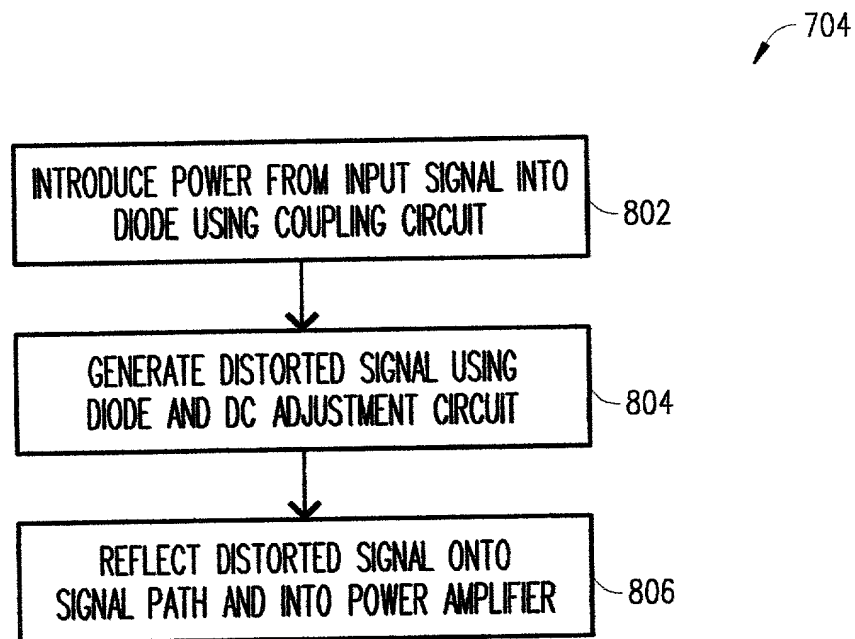 704
INTRODUCE POWER FROM INPUT SIGNAL INTO
DIODE USING COUPLING CIRCUIT
802
GENERATE DISTORTED SIGNAL USING
DIODE AND DC ADJUSTMENT CIRCUIT
804
REFLECT DISTORTED SIGNAL ONTO
SIGNAL PATH AND INTO POWER AMPLIFIER
806